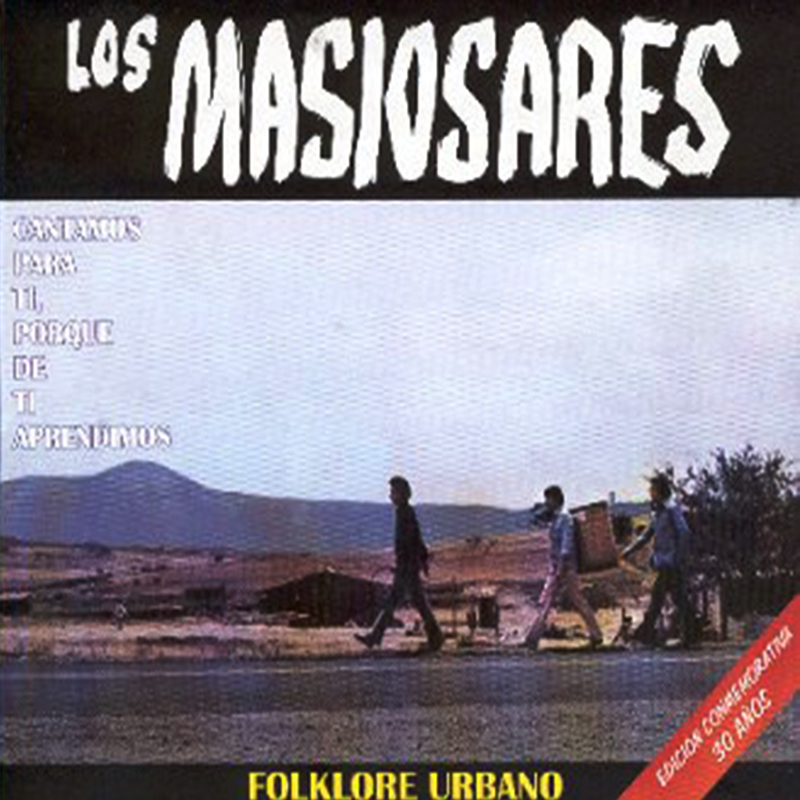 LOS
MASIOSARES
CANTAMOS
PARA
TI,
PORQUE
DE
TI
APRENDIMOS
EDICION CONMEMORATIVA
30 AÑOS
FOLKLORE URBANO